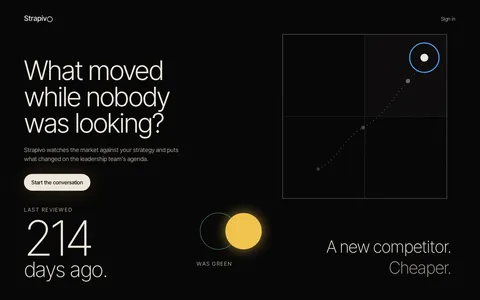 Strapivo
Sign in
What moved
while nobody
was looking?
Strapivo watches the market against your strategy and puts
what changed on the leadership team's agenda.
Start the conversation
LAST REVIEWED
214
days ago.
WAS GREEN
A new competitor.
Cheaper.